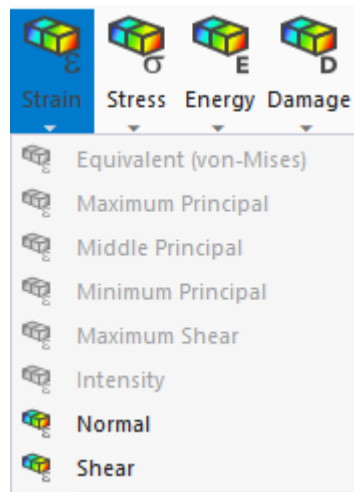 ε σ E D
Strain Stress Energy Damage
Equivalent (von-Mises)
Maximum Principal
Middle Principal
Minimum Principal
Maximum Shear
Intensity
Normal
Shear